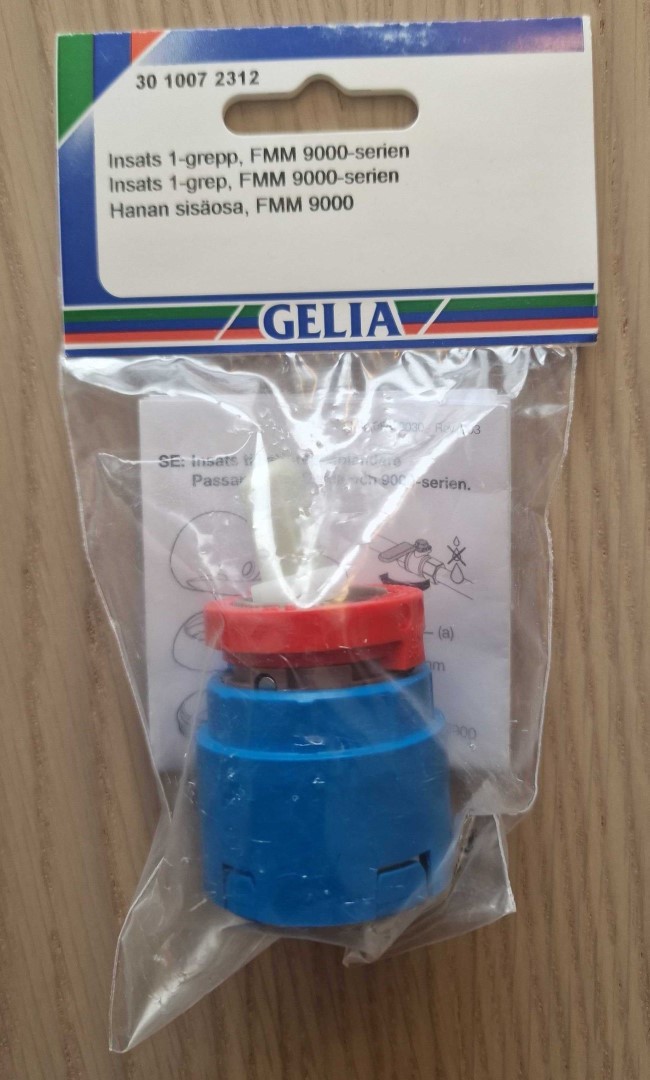 30 1007 2312
Insats 1-grepp, FMM 9000-serien
Insats 1-grep, FMM 9000-serien
Hanan sisäosa, FMM 9000
GELIA
SE: Insats
Passar och 9000-serien.
(a)